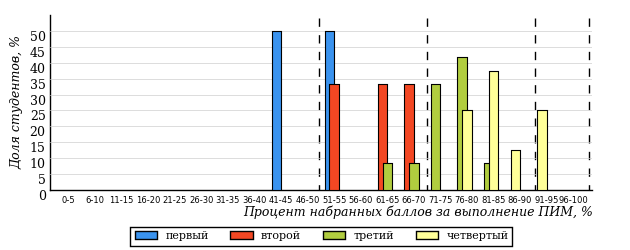 Доля студентов, %
50
45
40
35
30
25
20
15
10
5
0
0-5 6-10 11-15 16-20 21-25 26-30 31-35 36-40 41-45 46-50 51-55 56-60 61-65 66-70 71-75 76-80 81-85 86-90 91-95 96-100
Процент набранных баллов за выполнение ПИМ, %
первый второй третий четвертый